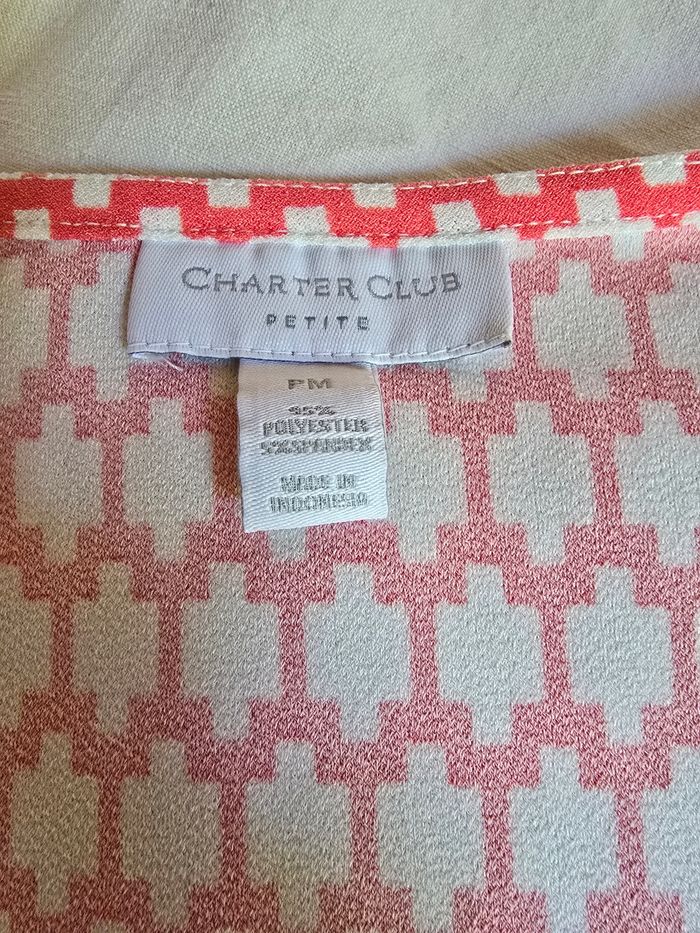 CHARTER CLUB
PETITE
PM
95%
POLYESTER
5%SPANDEX
MADE IN
INDONESIA